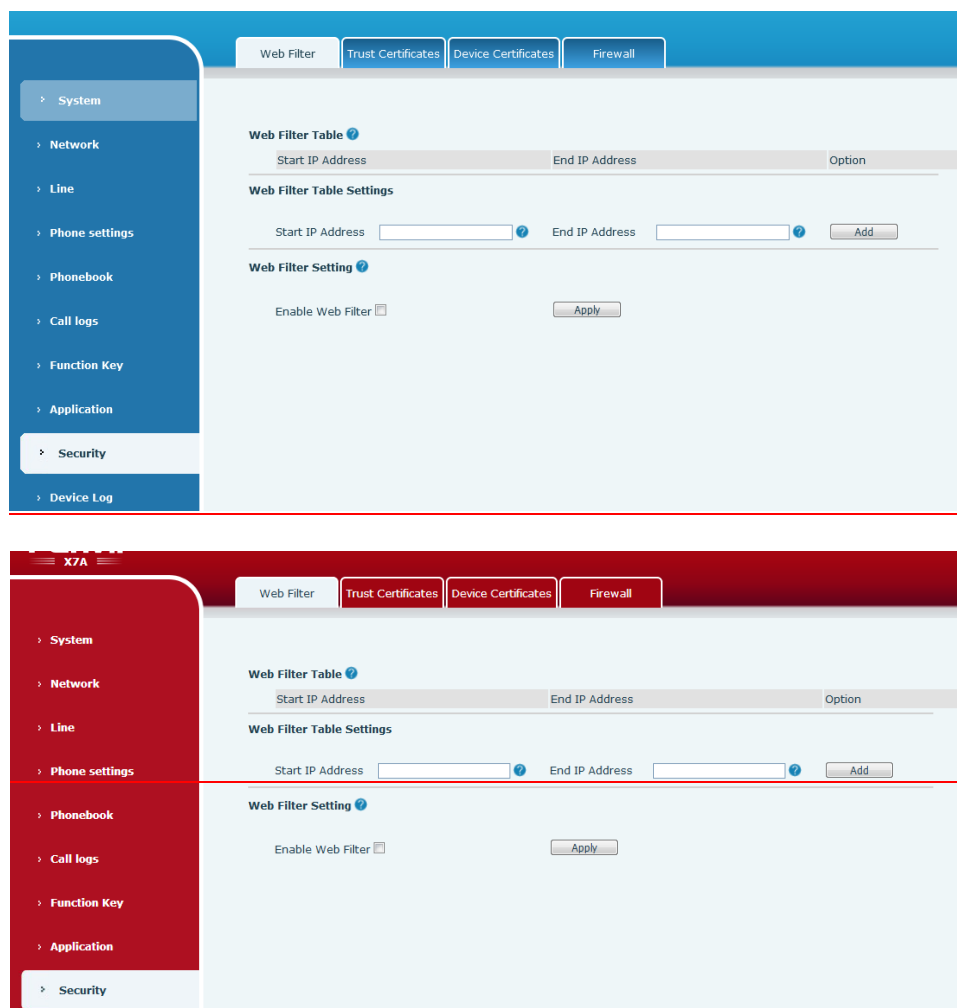 Web Filter Trust Certificates Device Certificates Firewall
System
Network
Line
Phone settings
Phonebook
Call logs
Function Key
Application
Security
Device Log
Web Filter Table
Start IP Address End IP Address Option
Web Filter Table Settings
Start IP Address End IP Address Add
Web Filter Setting
Enable Web Filter Apply
X7A
Web Filter Trust Certificates Device Certificates Firewall
System
Network
Line
Phone settings
Phonebook
Call logs
Function Key
Application
Security
Web Filter Table
Start IP Address End IP Address Option
Web Filter Table Settings
Start IP Address End IP Address Add
Web Filter Setting
Enable Web Filter Apply